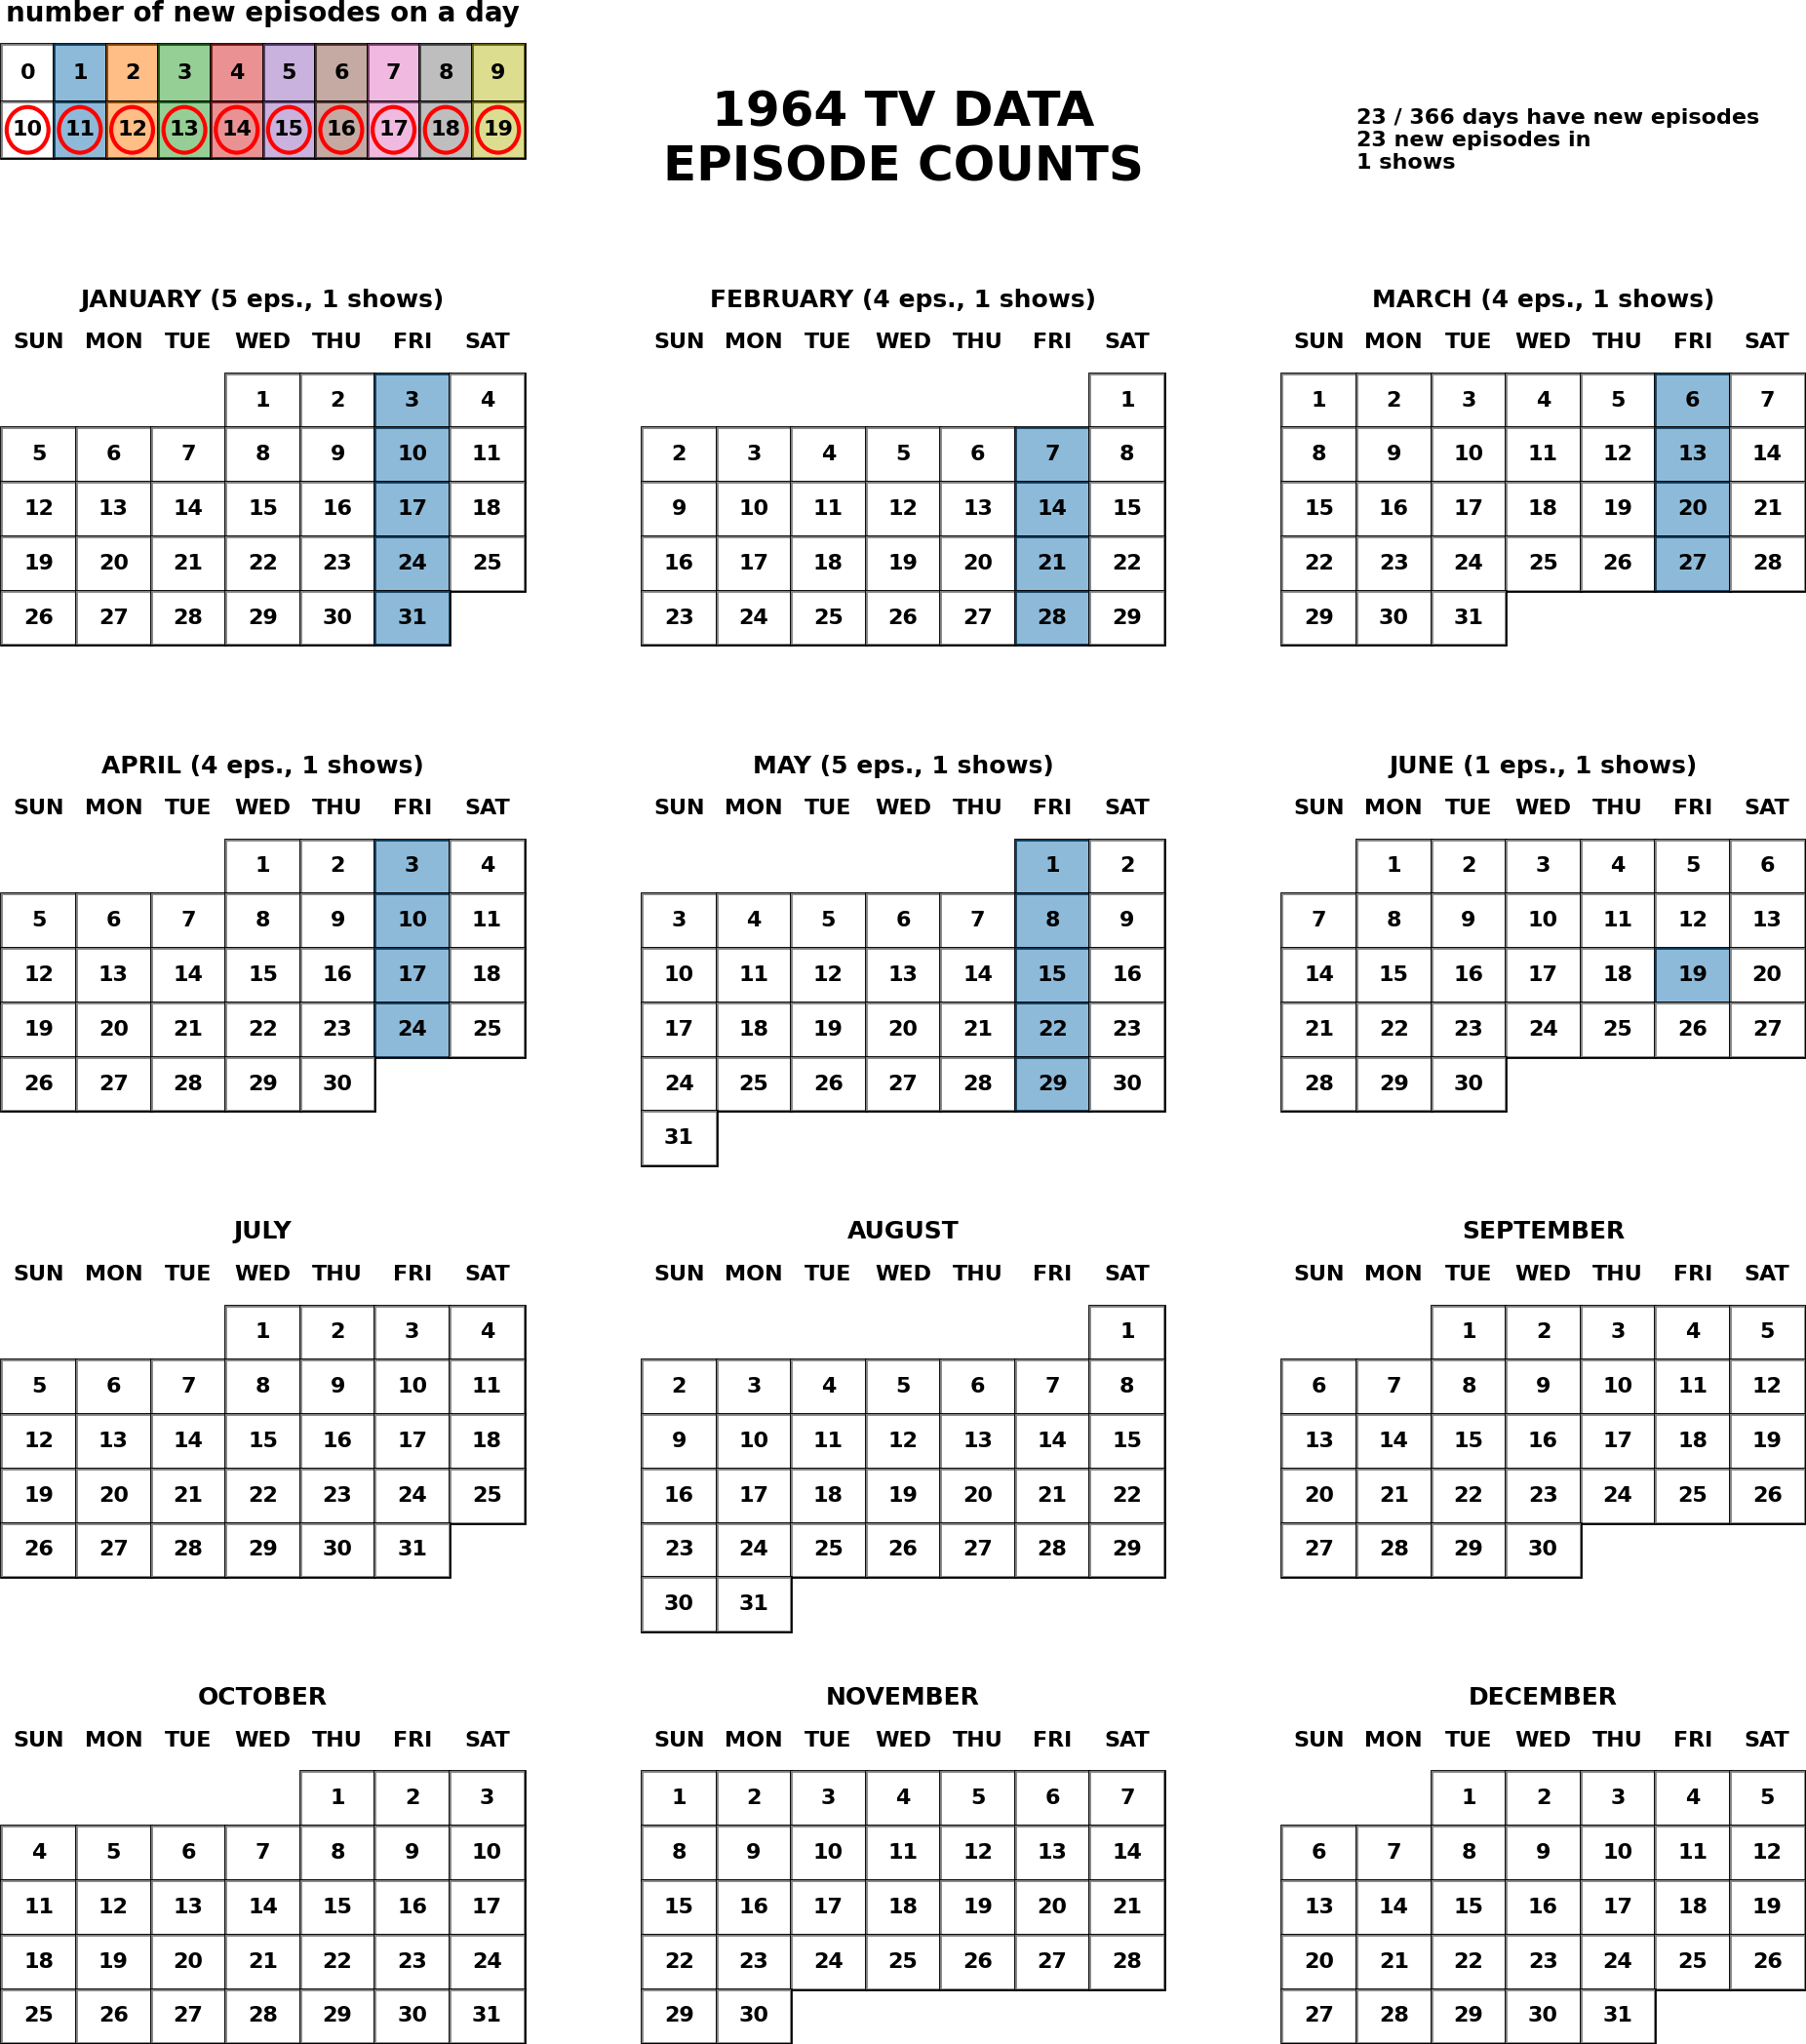 number of new episodes on a day
0 1 2 3 4 5 6 7 8 9
10 11 12 13 14 15 16 17 18 19
1964 TV DATA
EPISODE COUNTS
23 / 366 days have new episodes
23 new episodes in
1 shows
JANUARY (5 eps., 1 shows)
SUN MON TUE WED THU FRI SAT
1 2 3 4
5 6 7 8 9 10 11
12 13 14 15 16 17 18
19 20 21 22 23 24 25
26 27 28 29 30 31
FEBRUARY (4 eps., 1 shows)
SUN MON TUE WED THU FRI SAT
1
2 3 4 5 6 7 8
9 10 11 12 13 14 15
16 17 18 19 20 21 22
23 24 25 26 27 28 29
MARCH (4 eps., 1 shows)
SUN MON TUE WED THU FRI SAT
1 2 3 4 5 6 7
8 9 10 11 12 13 14
15 16 17 18 19 20 21
22 23 24 25 26 27 28
29 30 31
APRIL (4 eps., 1 shows)
SUN MON TUE WED THU FRI SAT
1 2 3 4
5 6 7 8 9 10 11
12 13 14 15 16 17 18
19 20 21 22 23 24 25
26 27 28 29 30
MAY (5 eps., 1 shows)
SUN MON TUE WED THU FRI SAT
1 2
3 4 5 6 7 8 9
10 11 12 13 14 15 16
17 18 19 20 21 22 23
24 25 26 27 28 29 30
31
JUNE (1 eps., 1 shows)
SUN MON TUE WED THU FRI SAT
1 2 3 4 5 6
7 8 9 10 11 12 13
14 15 16 17 18 19 20
21 22 23 24 25 26 27
28 29 30
JULY
SUN MON TUE WED THU FRI SAT
1 2 3 4
5 6 7 8 9 10 11
12 13 14 15 16 17 18
19 20 21 22 23 24 25
26 27 28 29 30 31
AUGUST
SUN MON TUE WED THU FRI SAT
1
2 3 4 5 6 7 8
9 10 11 12 13 14 15
16 17 18 19 20 21 22
23 24 25 26 27 28 29
30 31
SEPTEMBER
SUN MON TUE WED THU FRI SAT
1 2 3 4 5
6 7 8 9 10 11 12
13 14 15 16 17 18 19
20 21 22 23 24 25 26
27 28 29 30
OCTOBER
SUN MON TUE WED THU FRI SAT
1 2 3
4 5 6 7 8 9 10
11 12 13 14 15 16 17
18 19 20 21 22 23 24
25 26 27 28 29 30 31
NOVEMBER
SUN MON TUE WED THU FRI SAT
1 2 3 4 5 6 7
8 9 10 11 12 13 14
15 16 17 18 19 20 21
22 23 24 25 26 27 28
29 30
DECEMBER
SUN MON TUE WED THU FRI SAT
1 2 3 4 5
6 7 8 9 10 11 12
13 14 15 16 17 18 19
20 21 22 23 24 25 26
27 28 29 30 31